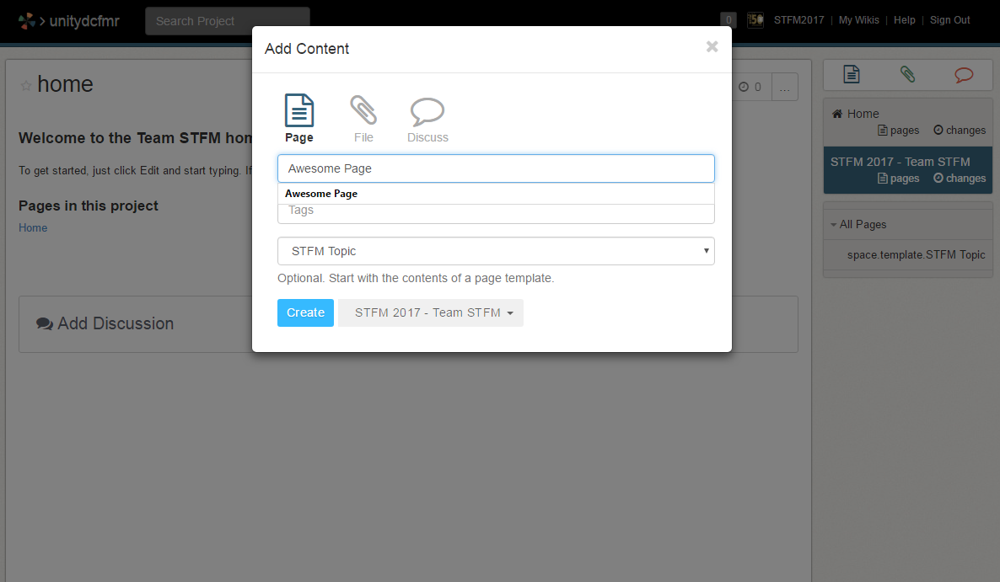 unitydcfmr
Search Project
0
STFM2017 | My Wikis | Help | Sign Out
Add Content
×
home
0
...
Page
File
Discuss
Welcome to the Team STFM hom
To get started, just click Edit and start typing. If
Pages in this project
Home
Awesome Page
Awesome Page
Tags
STFM Topic
Optional. Start with the contents of a page template.
Create
STFM 2017 - Team STFM
Add Discussion
Home
pages
changes
STFM 2017 - Team STFM
pages
changes
All Pages
space.template.STFM Topic